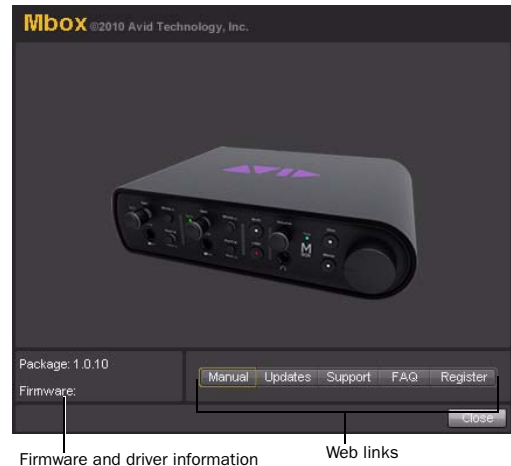 Mbox ©2010 Avid Technology, Inc.
AVID
Package: 1.0.10
Firmware:
Manual Updates Support FAQ Register
Close
Firmware and driver information
Web links